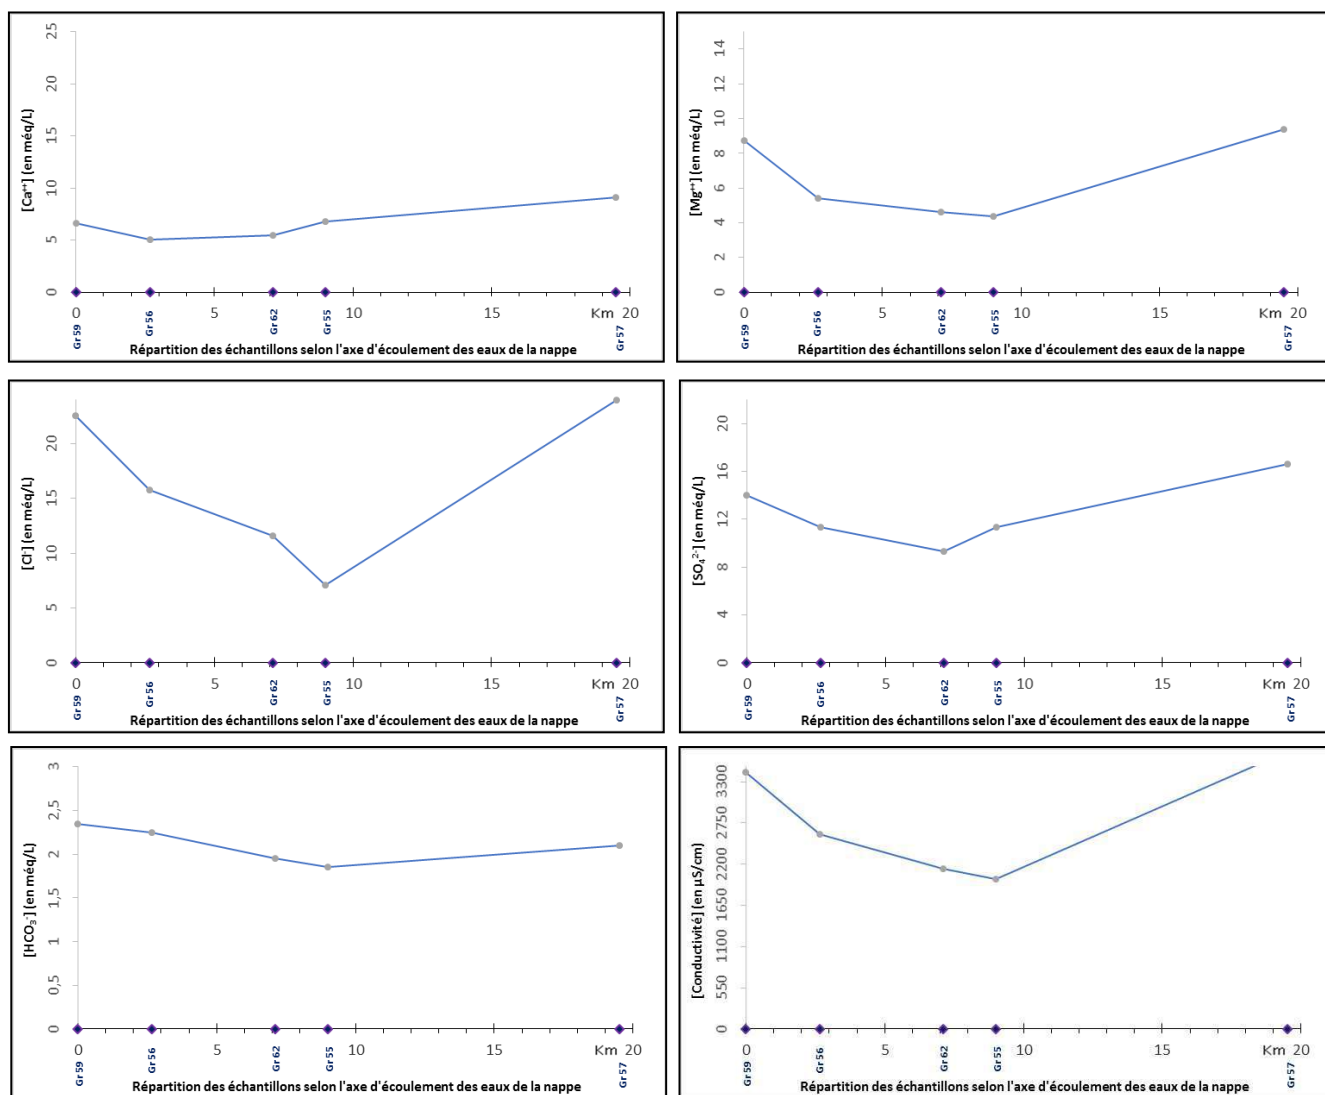 [Ca⁺⁺] (en méq/L)
25
20
15
10
5
0
0 5 10 15 Km 20
Gr59 Gr56 Gr62 Gr55 Gr57
Répartition des échantillons selon l'axe d'écoulement des eaux de la nappe
[Mg⁺⁺] (en méq/L)
14
12
10
8
6
4
2
0
0 5 10 15 Km 20
Gr59 Gr56 Gr62 Gr55 Gr57
Répartition des échantillons selon l'axe d'écoulement des eaux de la nappe
[Cl⁻] (en méq/L)
20
15
10
5
0
0 5 10 15 Km 20
Gr59 Gr56 Gr62 Gr55 Gr57
Répartition des échantillons selon l'axe d'écoulement des eaux de la nappe
[SO₄²⁻] (en méq/L)
20
16
12
8
4
0
0 5 10 15 Km 20
Gr59 Gr56 Gr62 Gr55 Gr57
Répartition des échantillons selon l'axe d'écoulement des eaux de la nappe
[HCO₃⁻] (en méq/L)
3
2,5
2
1,5
1
0,5
0
0 5 10 15 Km 20
Gr59 Gr56 Gr62 Gr55 Gr57
Répartition des échantillons selon l'axe d'écoulement des eaux de la nappe
[Conductivité] (en µS/cm)
3300
2750
2200
1650
1100
550
0
0 5 10 15 Km 20
Gr59 Gr56 Gr62 Gr55 Gr57
Répartition des échantillons selon l'axe d'écoulement des eaux de la nappe